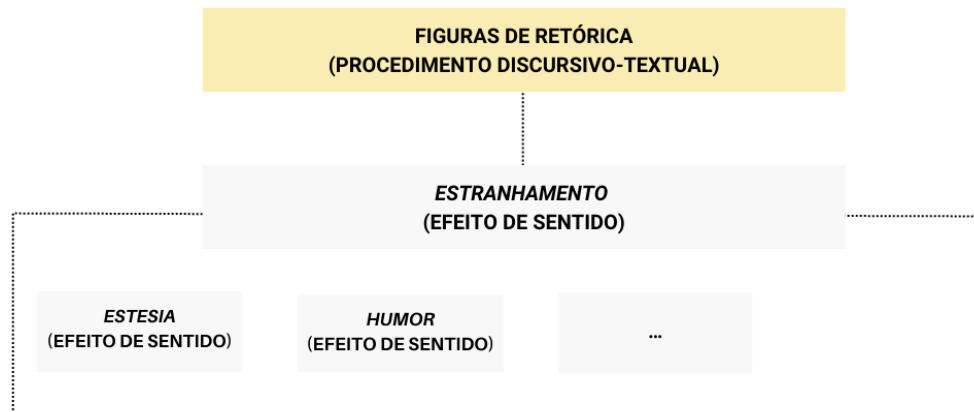 FIGURAS DE RETÓRICA
(PROCEDIMENTO DISCURSIVO-TEXTUAL)
ESTRANHAMENTO
(EFEITO DE SENTIDO)
ESTESIA
(EFEITO DE SENTIDO)
HUMOR
(EFEITO DE SENTIDO)
...